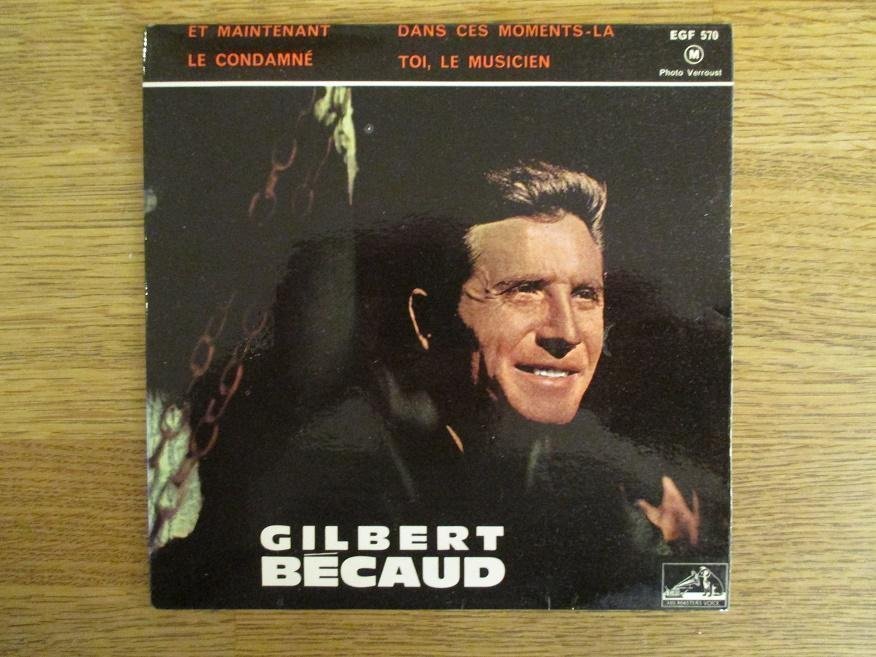 ET MAINTENANT
LE CONDAMNÉ
DANS CES MOMENTS-LA
TOI, LE MUSICIEN
EGF 570
M
Photo Verroust
GILBERT
BÉCAUD
HIS MASTER'S VOICE